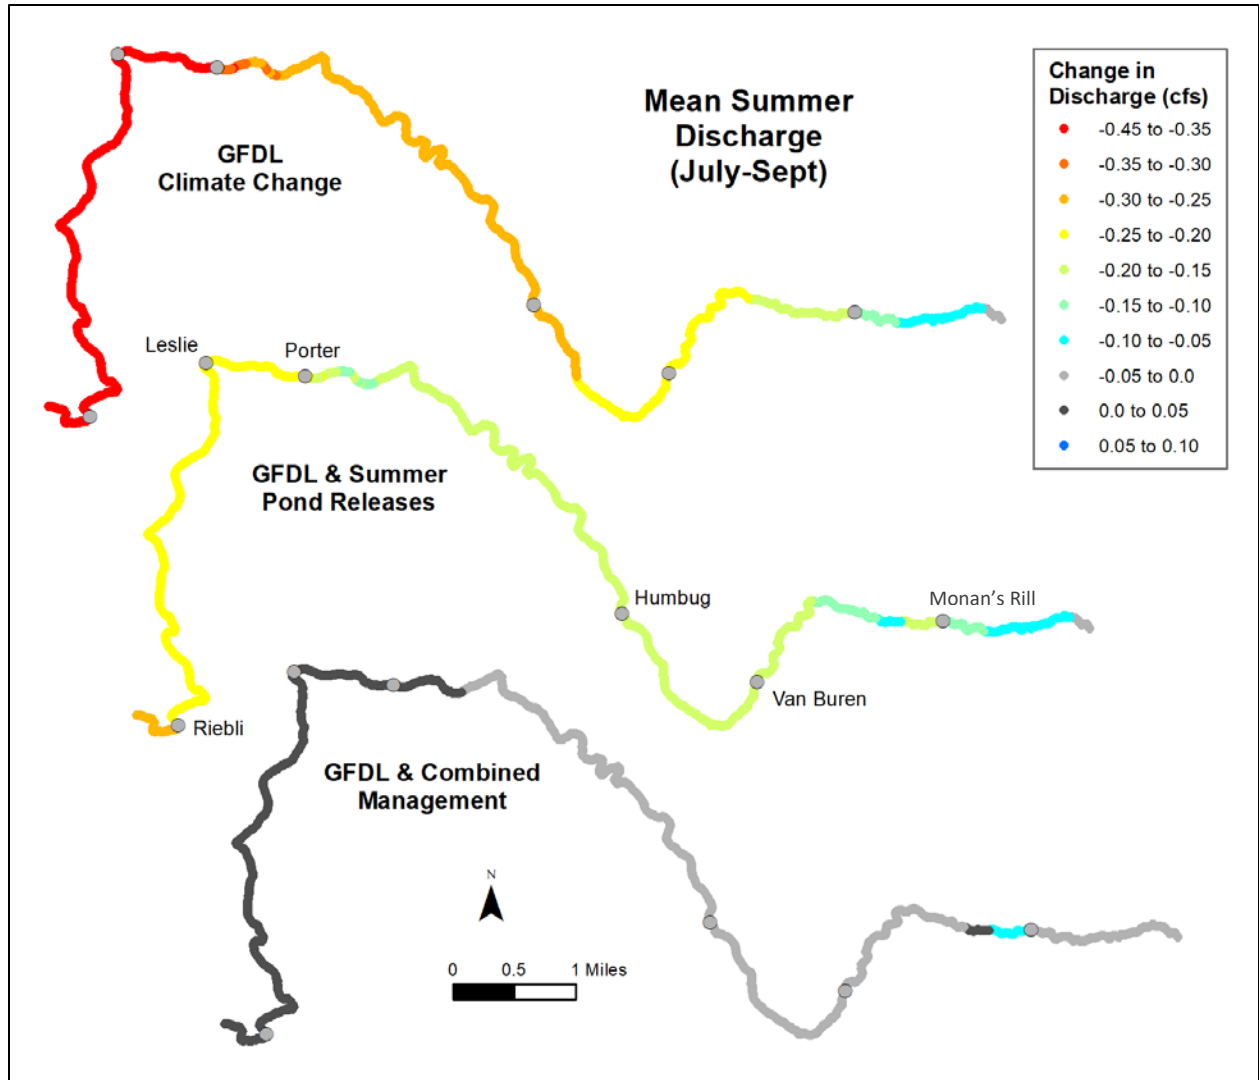 Mean Summer
Discharge
(July-Sept)
Change in
Discharge (cfs)
-0.45 to -0.35
-0.35 to -0.30
-0.30 to -0.25
-0.25 to -0.20
-0.20 to -0.15
-0.15 to -0.10
-0.10 to -0.05
-0.05 to 0.0
0.0 to 0.05
0.05 to 0.10
GFDL
Climate Change
Leslie
Porter
GFDL & Summer
Pond Releases
Humbug
Monan's Rill
Van Buren
Riebli
GFDL & Combined
Management
N
0 0.5 1 Miles